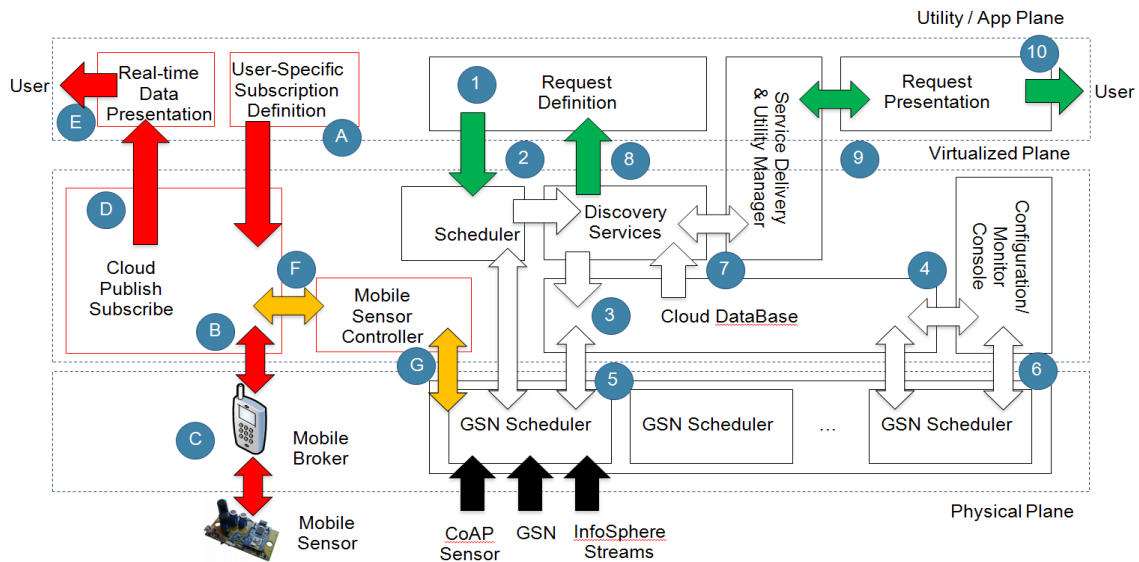 Utility / App Plane
User
Real-time
Data
Presentation
E
User-Specific
Subscription
Definition
A
1
Request
Definition
2
8
Service Delivery
& Utility Manager
Request
Presentation
10
User
9
Virtualized Plane
D
Cloud
Publish
Subscribe
F
B
Mobile
Sensor
Controller
G
Scheduler
Discovery
Services
7
3
Cloud DataBase
4
Configuration/
Monitor
Console
5
6
C
Mobile
Broker
GSN Scheduler
GSN Scheduler
...
GSN Scheduler
Physical Plane
Mobile
Sensor
CoAP
Sensor
GSN
InfoSphere
Streams